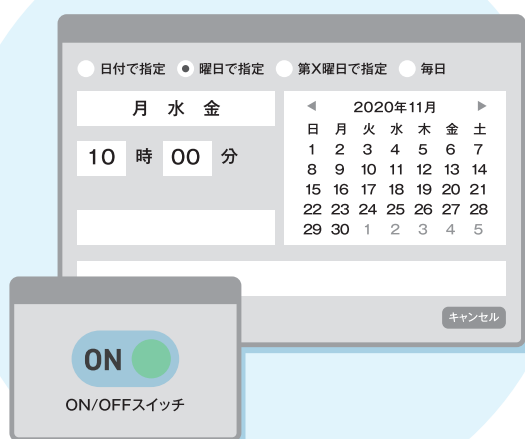 日付で指定 曜日で指定 第X曜日で指定 毎日
月 水 金
10 時 00 分
◀ 2020年11月 ▶
日 月 火 水 木 金 土
1 2 3 4 5 6 7
8 9 10 11 12 13 14
15 16 17 18 19 20 21
22 23 24 25 26 27 28
29 30 1 2 3 4 5
キャンセル
ON
ON/OFFスイッチ